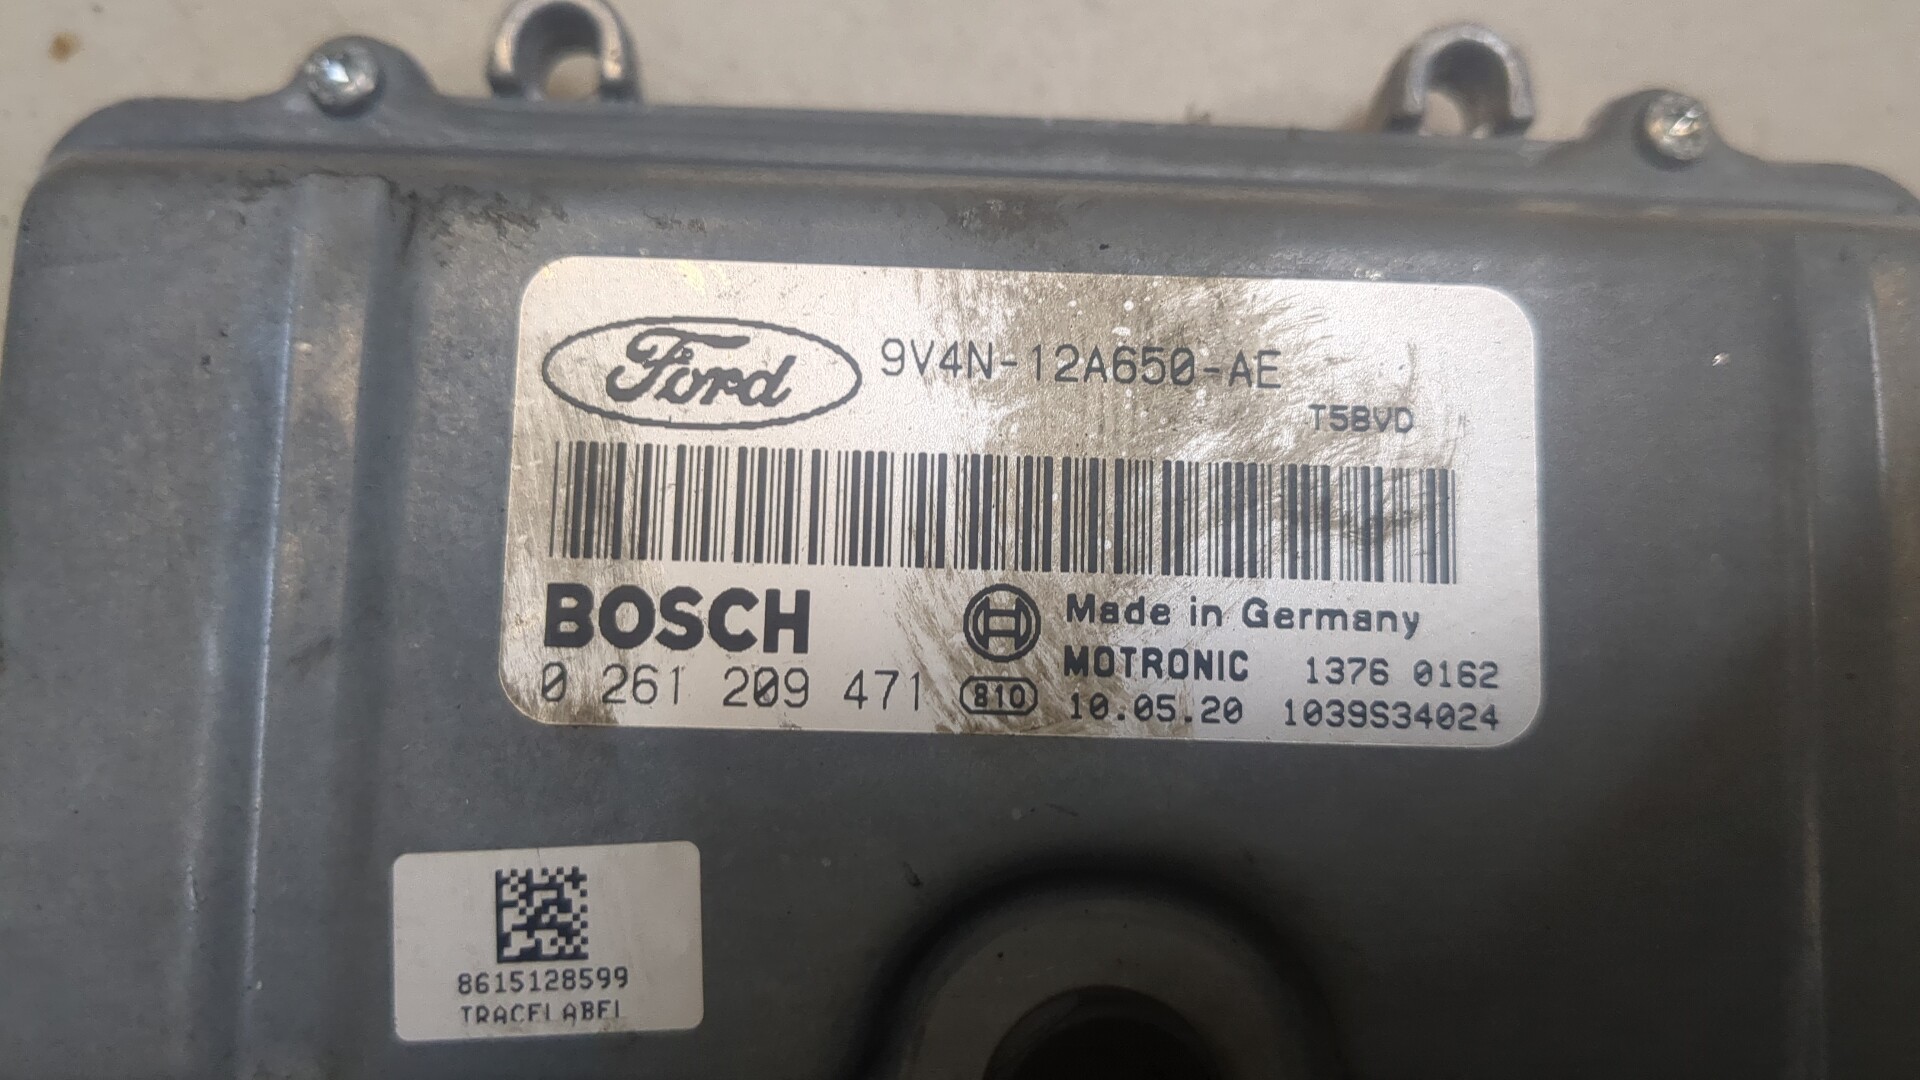 Ford 9V4N-12A650-AE
T5BVD
BOSCH
Made in Germany
MOTRONIC 1376 0162
0 261 209 471 810 10.05.20 1039S34024
8615128599
TRACELABEL